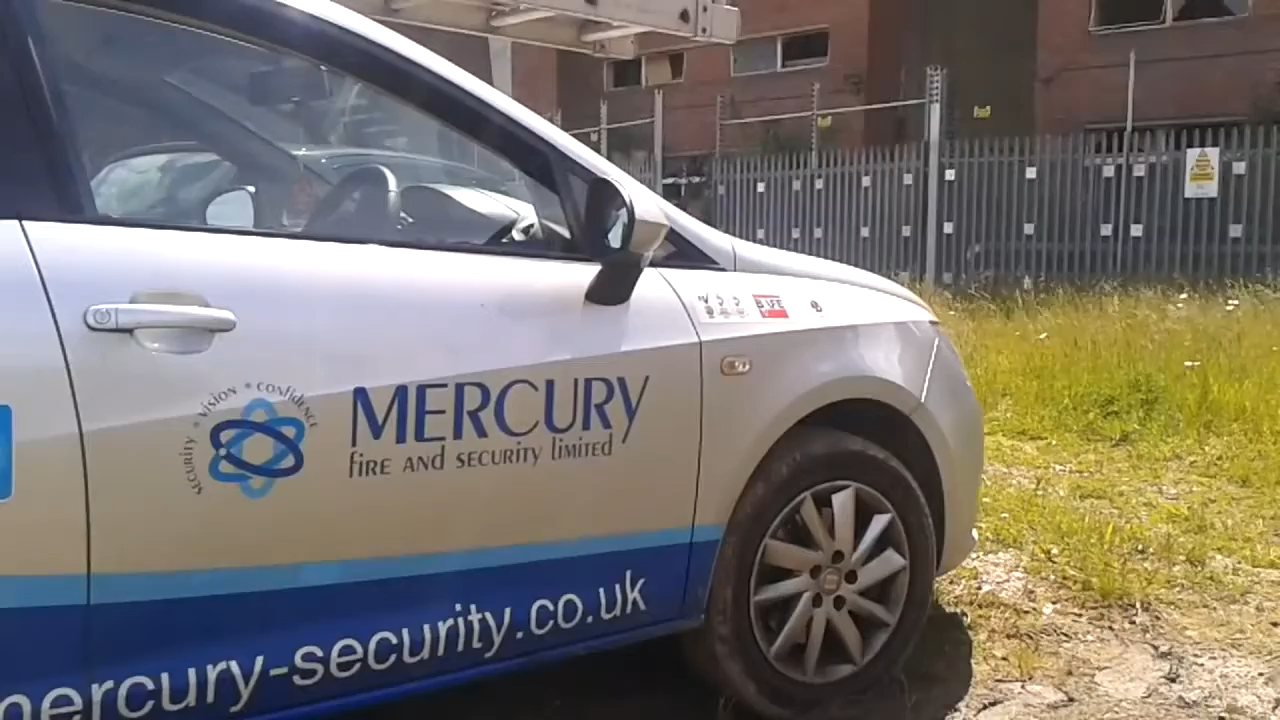 security * vision * confidence
MERCURY
fire and security limited
mercury-security.co.uk